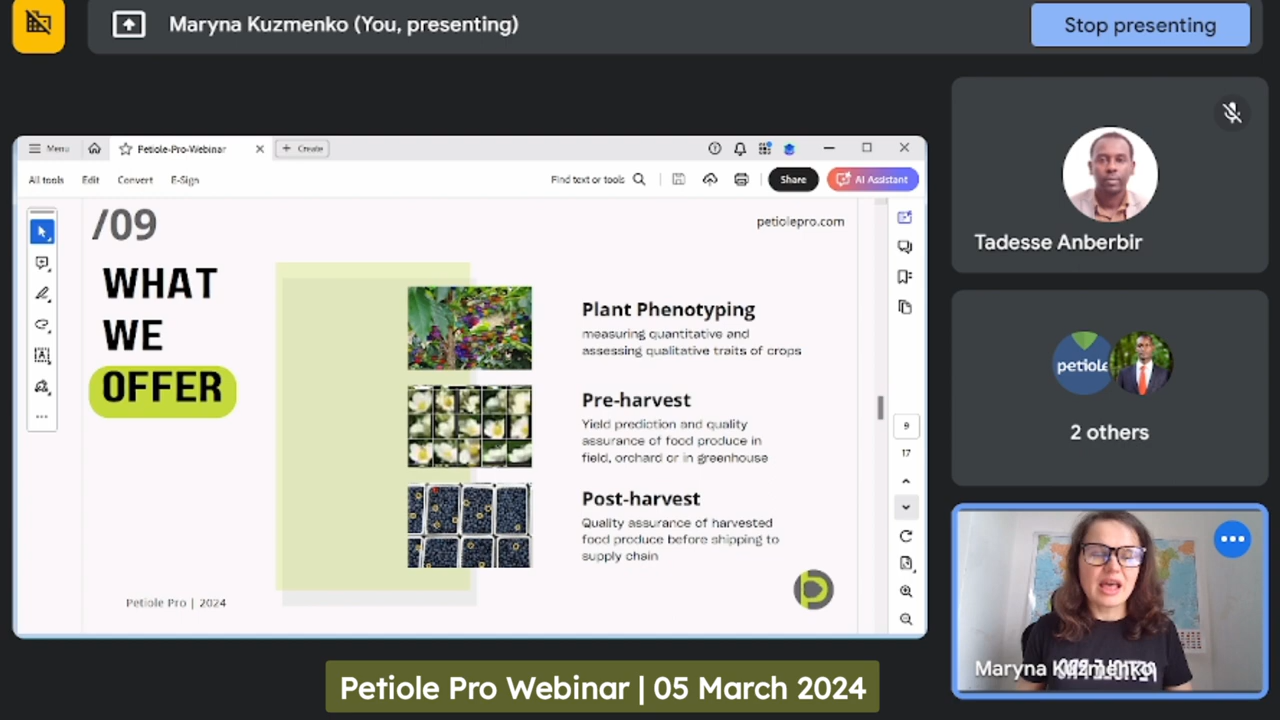 Maryna Kuzmenko (You, presenting)
Stop presenting
Menu
Petiole-Pro-Webinar
Create
All tools
Edit
Convert
E-Sign
Find text or tools
Share
AI Assistant
/09
petiolepro.com
WHAT
WE
OFFER
Plant Phenotyping
measuring quantitative and
assessing qualitative traits of crops
Pre-harvest
Yield prediction and quality
assurance of food produce in
field, orchard or in greenhouse
Post-harvest
Quality assurance of harvested
food produce before shipping to
supply chain
Petiole Pro | 2024
9
17
Tadesse Anberbir
petiole
2 others
Maryna Kuzmenko
PETIOLE PRO
Petiole Pro Webinar | 05 March 2024